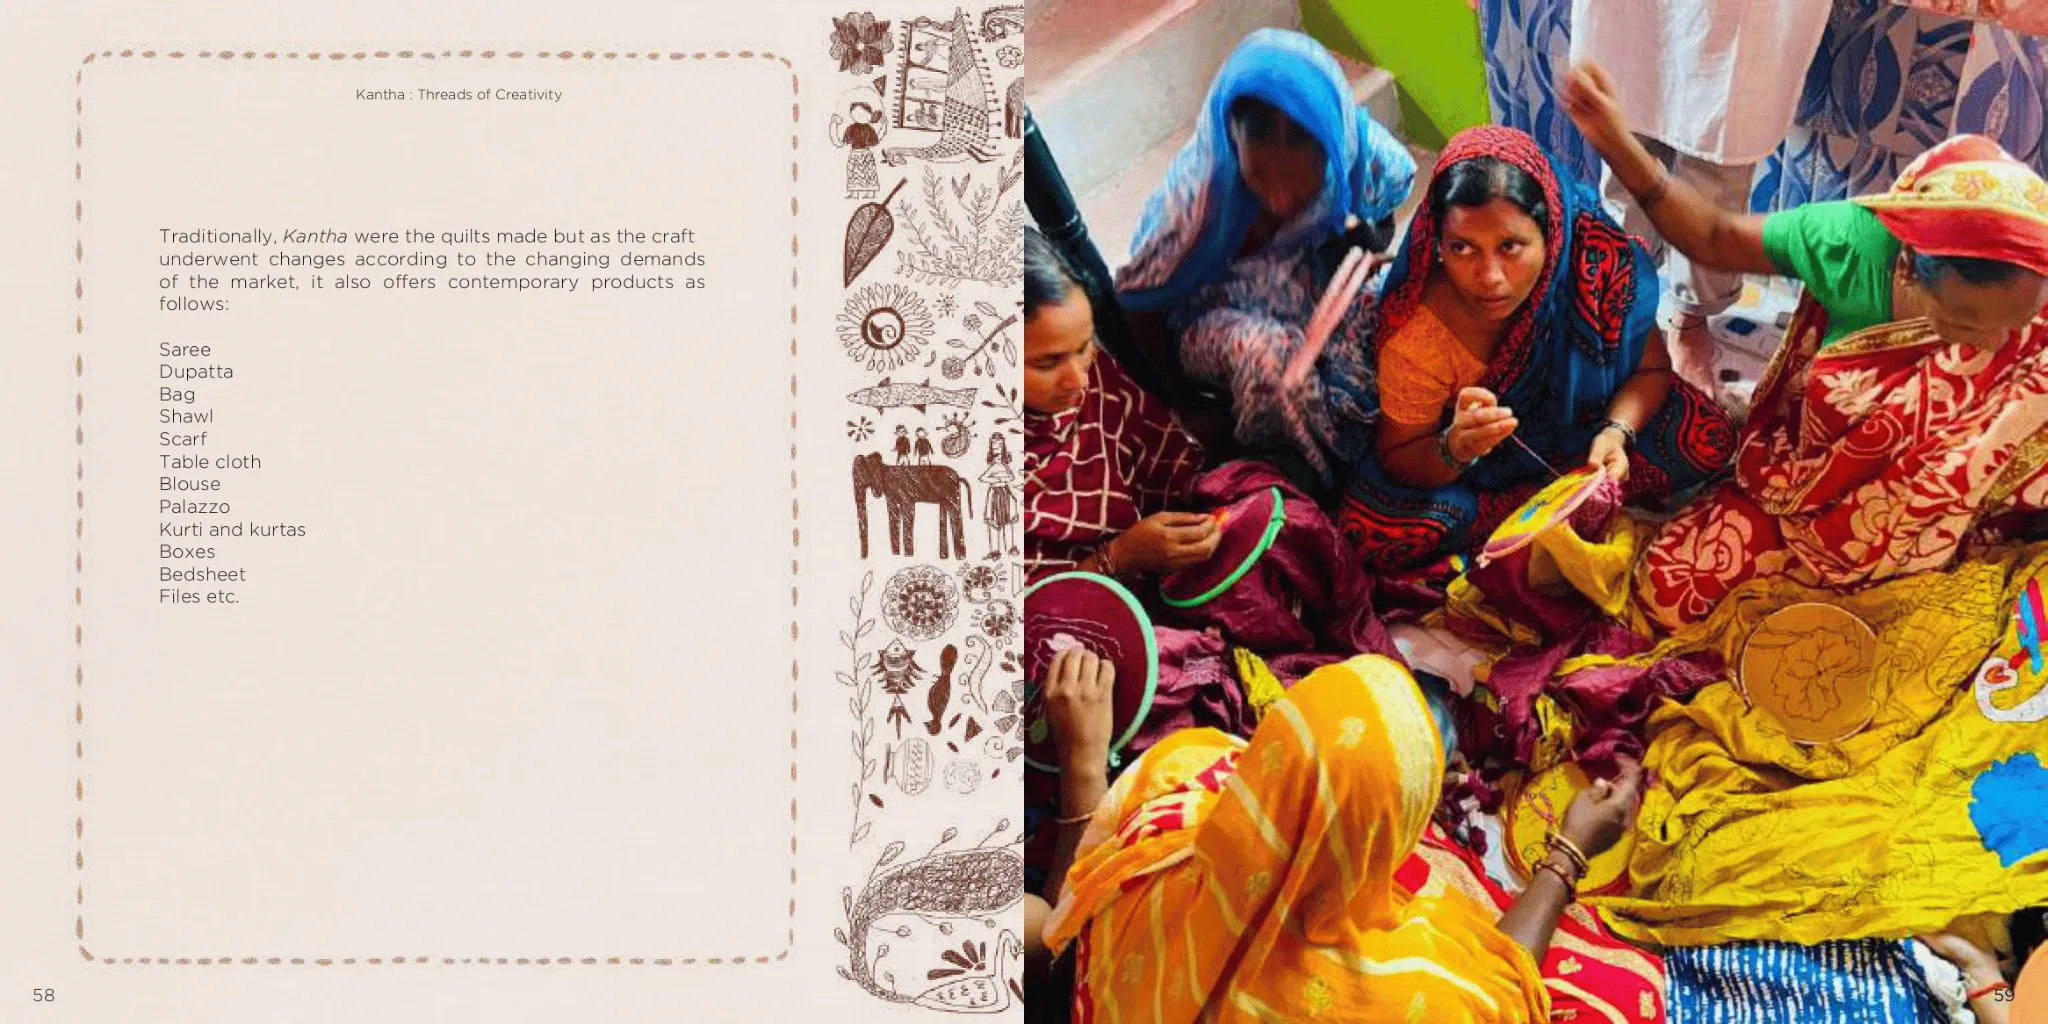 Kantha : Threads of Creativity
Traditionally, Kantha were the quilts made but as the craft
underwent changes according to the changing demands
of the market, it also offers contemporary products as
follows:
Saree
Dupatta
Bag
Shawl
Scarf
Table cloth
Blouse
Palazzo
Kurti and kurtas
Boxes
Bedsheet
Files etc.
58
59